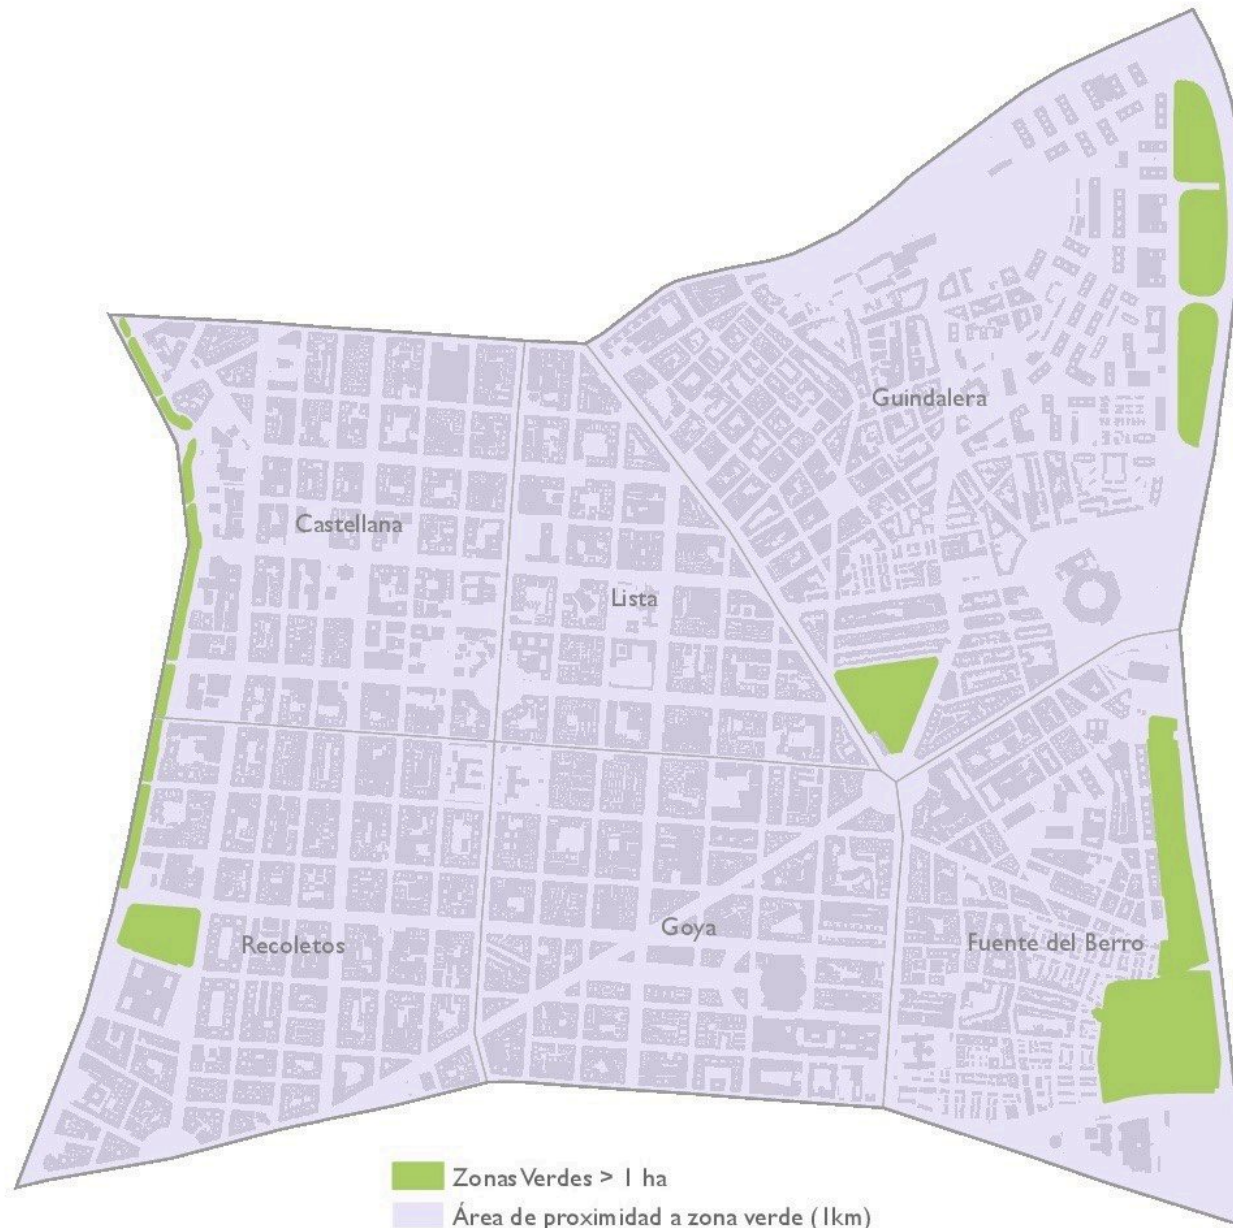 Guindalera
Castellana
Lista
Goya
Recoletos
Fuente del Berro
Zonas Verdes > 1 ha
Área de proximidad a zona verde (1km)